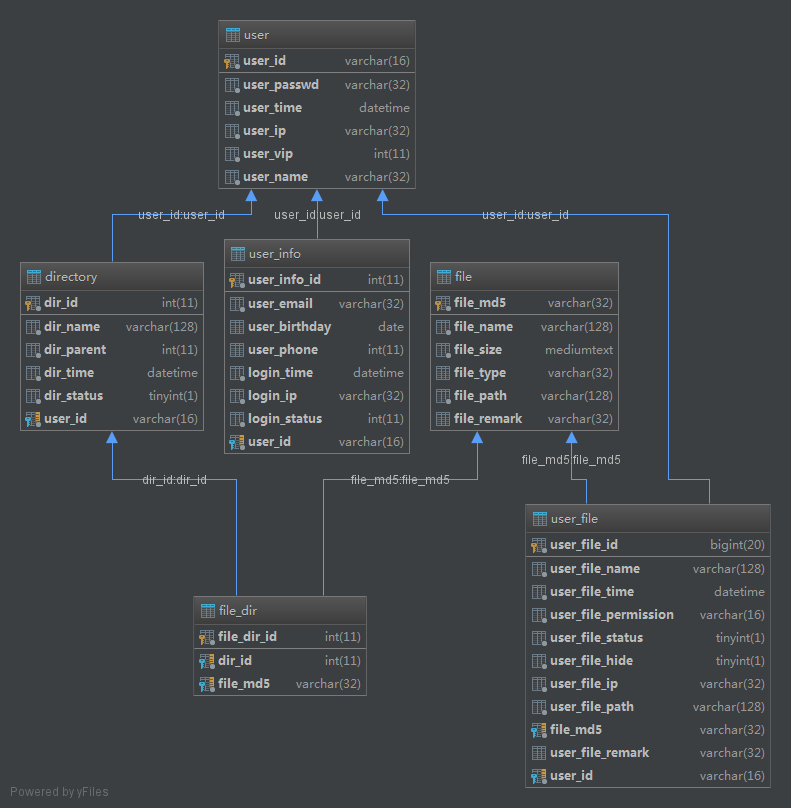 user
user_id varchar(16)
user_passwd varchar(32)
user_time datetime
user_ip varchar(32)
user_vip int(11)
user_name varchar(32)
user_id:user_id
user_id:user_id
user_id:user_id
directory
dir_id int(11)
dir_name varchar(128)
dir_parent int(11)
dir_time datetime
dir_status tinyint(1)
user_id varchar(16)
user_info
user_info_id int(11)
user_email varchar(32)
user_birthday date
user_phone int(11)
login_time datetime
login_ip varchar(32)
login_status int(11)
user_id varchar(16)
file
file_md5 varchar(32)
file_name varchar(128)
file_size mediumtext
file_type varchar(32)
file_path varchar(128)
file_remark varchar(32)
dir_id:dir_id
file_md5:file_md5
file_md5:file_md5
file_dir
file_dir_id int(11)
dir_id int(11)
file_md5 varchar(32)
user_file
user_file_id bigint(20)
user_file_name varchar(128)
user_file_time datetime
user_file_permission varchar(16)
user_file_status tinyint(1)
user_file_hide tinyint(1)
user_file_ip varchar(32)
user_file_path varchar(128)
file_md5 varchar(32)
user_file_remark varchar(32)
user_id varchar(16)
Powered by yFiles